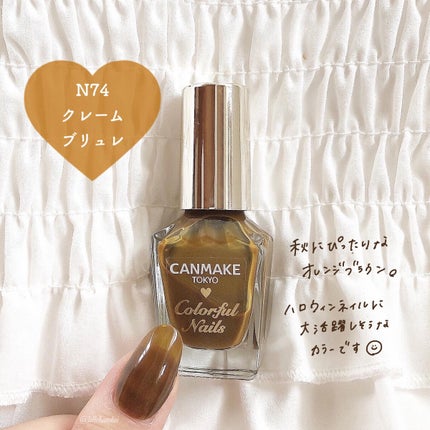 N74
クレーム
ブリュレ
CANMAKE
TOKYO
Colorful
Nails
秋にぴったりな
オレンジブラウン。
ハロウィンネイルに
大活躍しそうな
カラーです